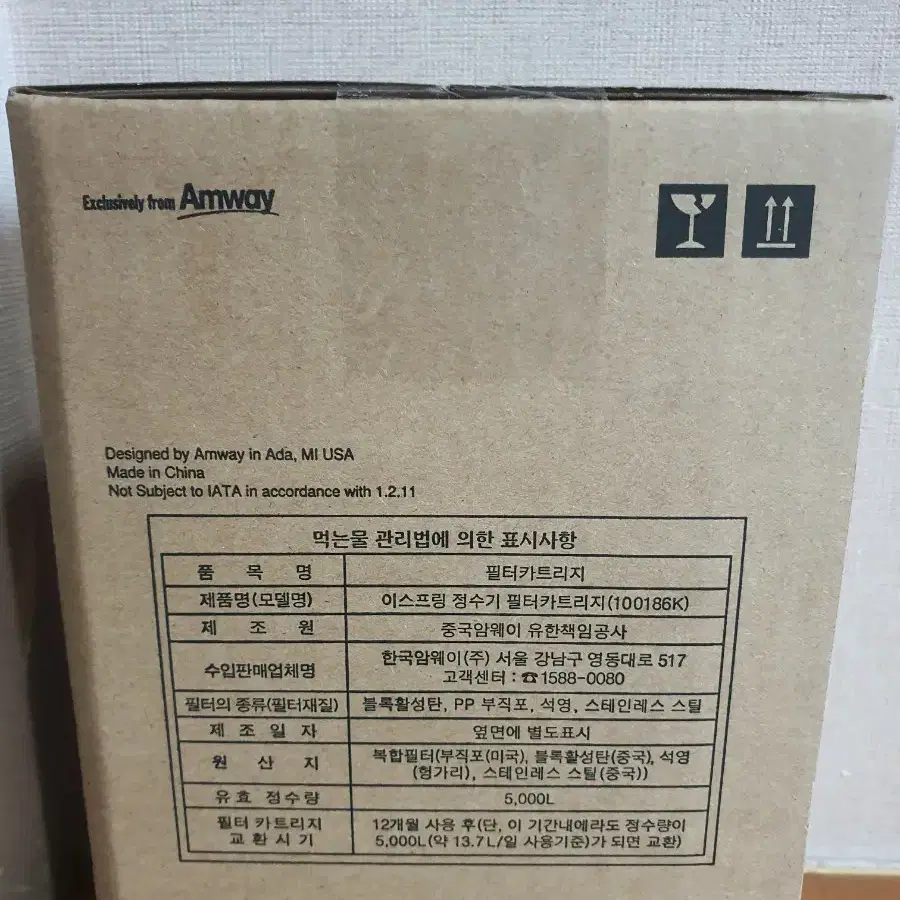 Exclusively from Amway
Designed by Amway in Ada, MI USA
Made in China
Not Subject to IATA in accordance with 1.2.11
먹는물 관리법에 의한 표시사항
품 목 명 필터카트리지
제품명(모델명) 이스프링 정수기 필터카트리지(100186K)
제 조 원 중국암웨이 유한책임공사
수입판매업체명 한국암웨이(주) 서울 강남구 영동대로 517
고객센터 : ☎1588-0080
필터의 종류(필터재질) 블록활성탄, PP 부직포, 석영, 스테인레스 스틸
제 조 일 자 옆면에 별도표시
원 산 지 복합필터(부직포(미국), 블록활성탄(중국), 석영
(헝가리), 스테인레스 스틸(중국))
유효 정수량 5,000L
필터 카트리지 12개월 사용 후(단, 이 기간내에라도 정수량이
교 환 시 기 5,000L(약 13.7L/일 사용기준)가 되면 교환)